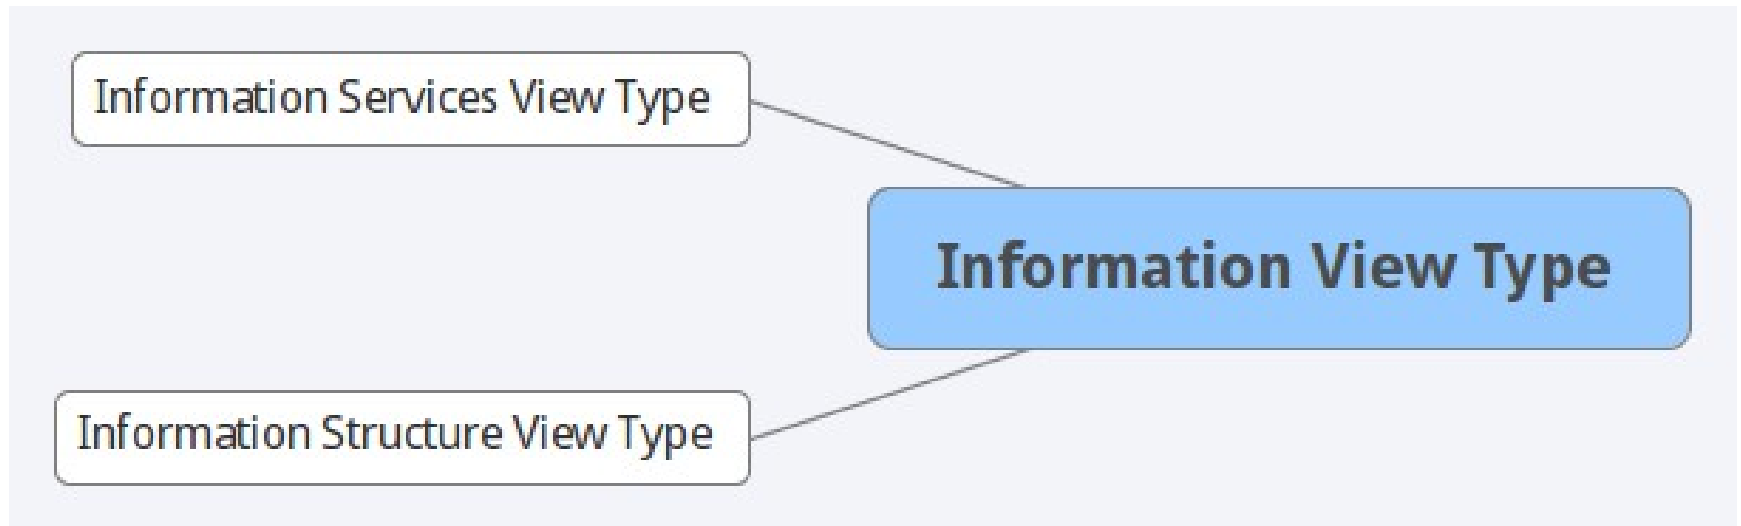 Information Services View Type
Information View Type
Information Structure View Type